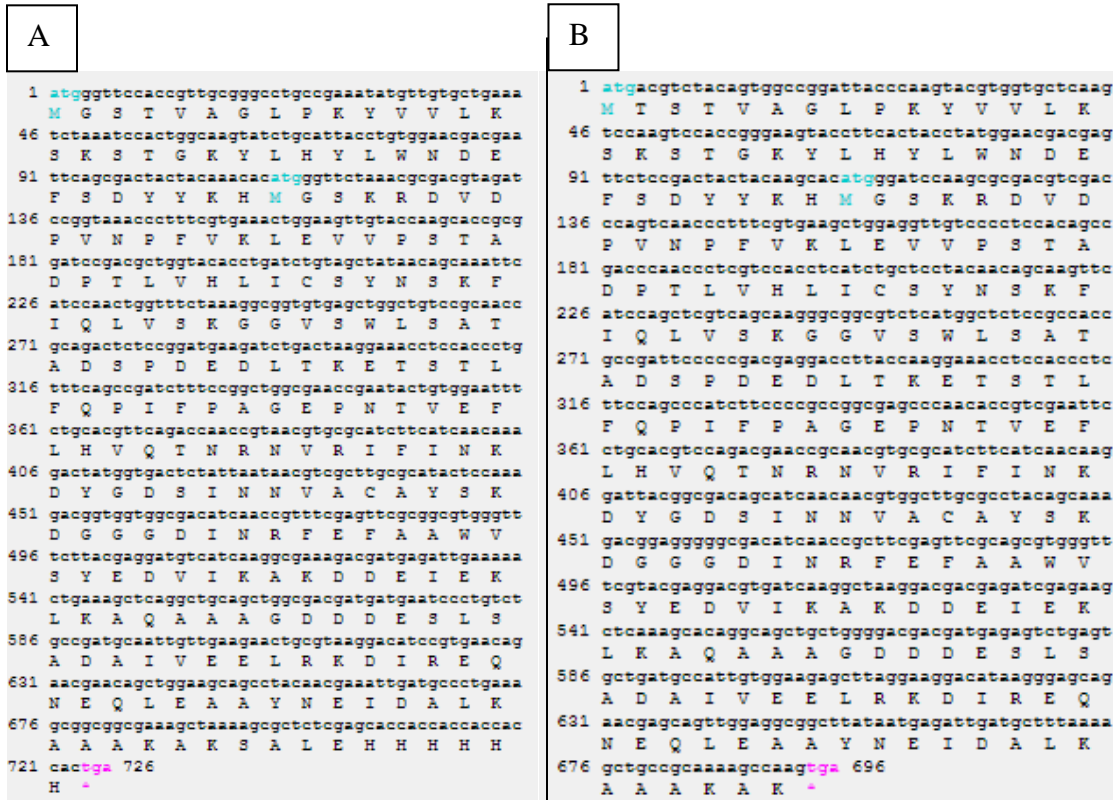 A
1 atgggttccaccgttgcgggcctgccgaaatatgttgtgctgaaa
M G S T V A G L P K Y V V L K
46 tctaaatccactggcaagtatctgcattacctgtggaacgacgaa
S K S T G K Y L H Y L W N D E
91 ttcagcgactactacaaacacatgggttctaaacgcgacgtagat
F S D Y Y K H M G S K R D V D
136 ccggtaaaccctttcgtgaaactggaagttgtaccaagcaccgcg
P V N P F V K L E V V P S T A
181 gatccgacgctggtacacctgatctgtagctataacagcaaattc
D P T L V H L I C S Y N S K F
226 atccaactggtttctaaaggcggtgtgagctggctgtccgcaacc
I Q L V S K G G V S W L S A T
271 gcagactctccggatgaagatctgactaaggaaacctccaccctg
A D S P D E D L T K E T S T L
316 tttcagccgatctttccggctggcgaaccgaatactgtggaattt
F Q P I F P A G E P N T V E F
361 ctgcacgttcagaccaaccgtaacgtgcgcatcttcatcaacaaa
L H V Q T N R N V R I F I N K
406 gactatggtgactctattaataacgtcgcttgcgcatactccaaa
D Y G D S I N N V A C A Y S K
451 gacggtggtggcgacatcaaccgtttcgagttcgcggcgtgggtt
D G G G D I N R F E F A A W V
496 tcttacgaggatgtcatcaaggcgaaagacgatgagattgaaaaa
S Y E D V I K A K D D E I E K
541 ctgaaagctcaggctgcagctggcgacgatgatgaatccctgtct
L K A Q A A A G D D D E S L S
586 gccgatgcaattgttgaagaactgcgtaaggacatccgtgaacag
A D A I V E E L R K D I R E Q
631 aacgaacagctggaagcagcctacaacgaaattgatgccctgaaa
N E Q L E A A Y N E I D A L K
676 gcggcggcgaaagctaaaagcgctctcgagcaccaccaccaccac
A A A K A K S A L E H H H H H
721 cactga 726
H *
B
1 atgacgtctacagtggccggattacccaagtacgtggtgctcaag
M T S T V A G L P K Y V V L K
46 tccaagtccaccgggaagtaccttcactacctatggaacgacgag
S K S T G K Y L H Y L W N D E
91 ttctccgactactacaagcacatgggatccaagcgcgacgtcgac
F S D Y Y K H M G S K R D V D
136 ccagtcaaccctttcgtgaagctggaggttgtcccctccacagcc
P V N P F V K L E V V P S T A
181 gacccaaccctcgtccacctcatctgctcctacaacagcaagttc
D P T L V H L I C S Y N S K F
226 atccagctcgtcagcaagggcggcgtctcatggctctccgccacc
I Q L V S K G G V S W L S A T
271 gccgattcccccgacgaggaccttaccaaggaaacctccaccctc
A D S P D E D L T K E T S T L
316 ttccagcccatcttccccgccggcgagcccaacaccgtcgaattc
F Q P I F P A G E P N T V E F
361 ctgcacgtccagacgaaccgcaacgtgcgcatcttcatcaacaag
L H V Q T N R N V R I F I N K
406 gattacggcgacagcatcaacaacgtggcttgcgcctacagcaaa
D Y G D S I N N V A C A Y S K
451 gacggagggggcgacatcaaccgcttcgagttcgcagcgtgggtt
D G G G D I N R F E F A A W V
496 tcgtacgaggacgtgatcaaggctaaggacgacgagatcgagaag
S Y E D V I K A K D D E I E K
541 ctcaaagcacaggcagctgctggggacgacgatgagagtctgagt
L K A Q A A A G D D D E S L S
586 gctgatgccattgtggaagagcttaggaaggacataagggagcag
A D A I V E E L R K D I R E Q
631 aacgagcagttggaggcggcttataatgagattgatgctttaaaa
N E Q L E A A Y N E I D A L K
676 gctgccgcaaaagccaagtga 696
A A A K A K *